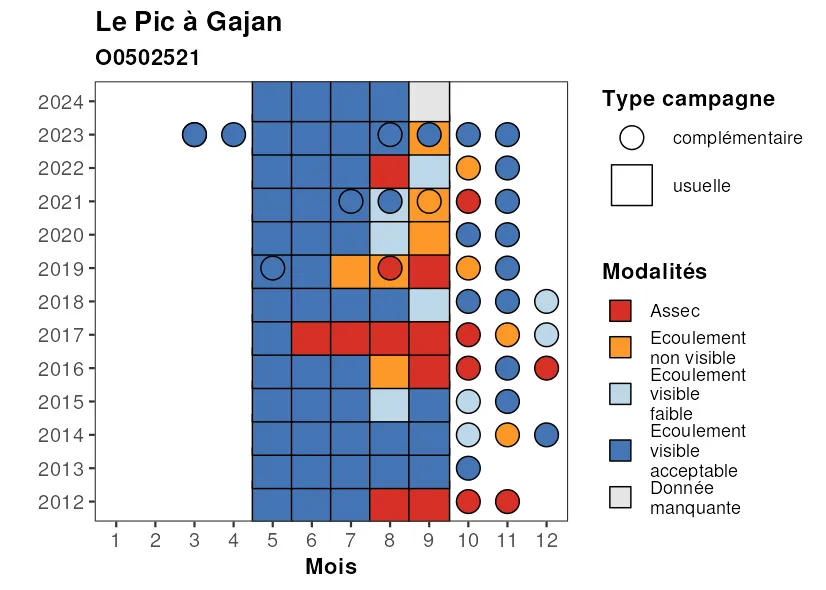 Le Pic à Gajan
O0502521
2024
2023
2022
2021
2020
2019
2018
2017
2016
2015
2014
2013
2012
1 2 3 4 5 6 7 8 9 10 11 12
Mois
Type campagne
complémentaire
usuelle
Modalités
Assec
Ecoulement
non visible
Ecoulement
visible
faible
Ecoulement
visible
acceptable
Donnée
manquante